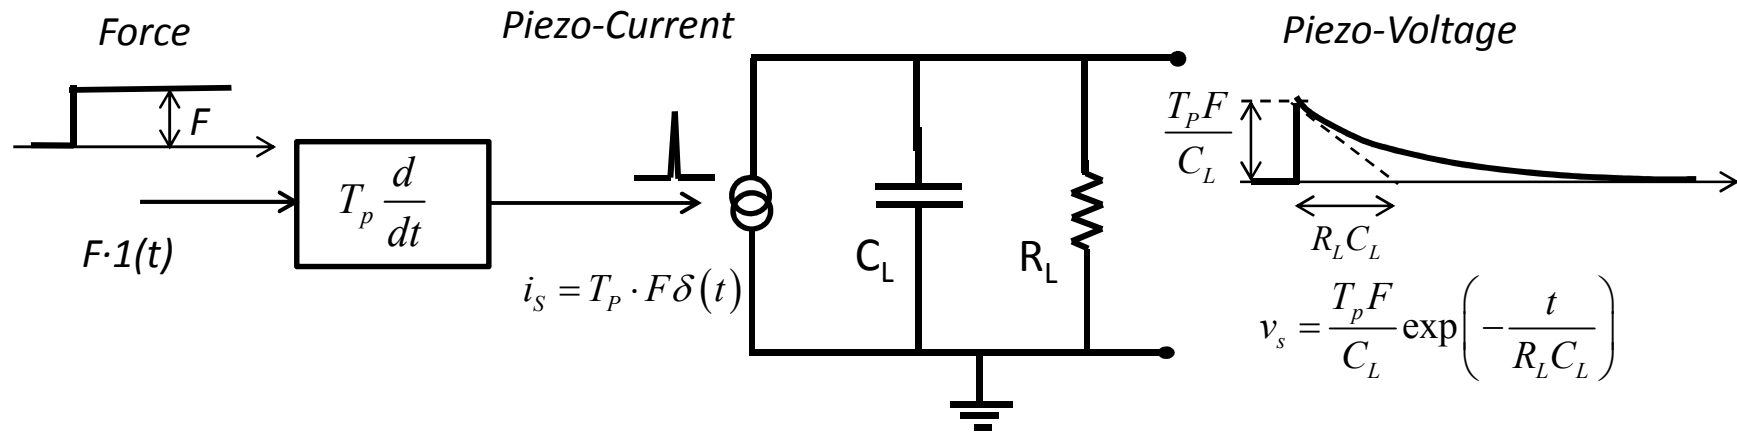 Force
F
F·1(t)
T_p d/dt
Piezo-Current
i_S = T_P · Fδ(t)
C_L
R_L
Piezo-Voltage
T_P F / C_L
R_L C_L
v_s = T_p F / C_L exp(− t / R_L C_L)